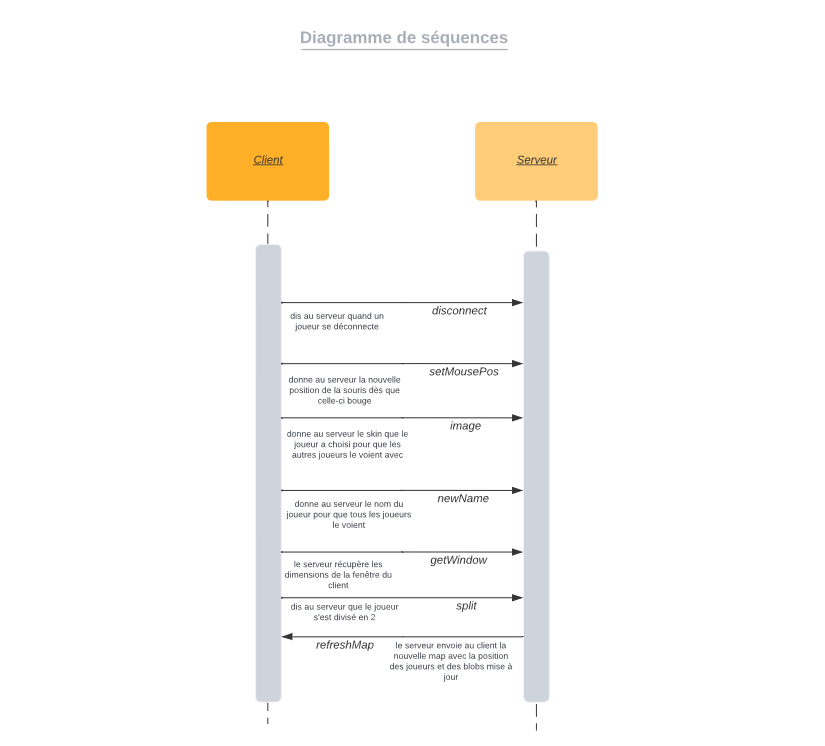 Diagramme de séquences
Client
Serveur
disconnect
dis au serveur quand un
joueur se déconnecte
setMousePos
donne au serveur la nouvelle
position de la souris dès que
celle-ci bouge
image
donne au serveur le skin que le
joueur a choisi pour que les
autres joueurs le voient avec
newName
donne au serveur le nom du
joueur pour que tous les joueurs
le voient
getWindow
le serveur récupère les
dimensions de la fenêtre du
client
split
dis au serveur que le joueur
s'est divisé en 2
refreshMap
le serveur envoie au client la
nouvelle map avec la position
des joueurs et des blobs mise à
jour